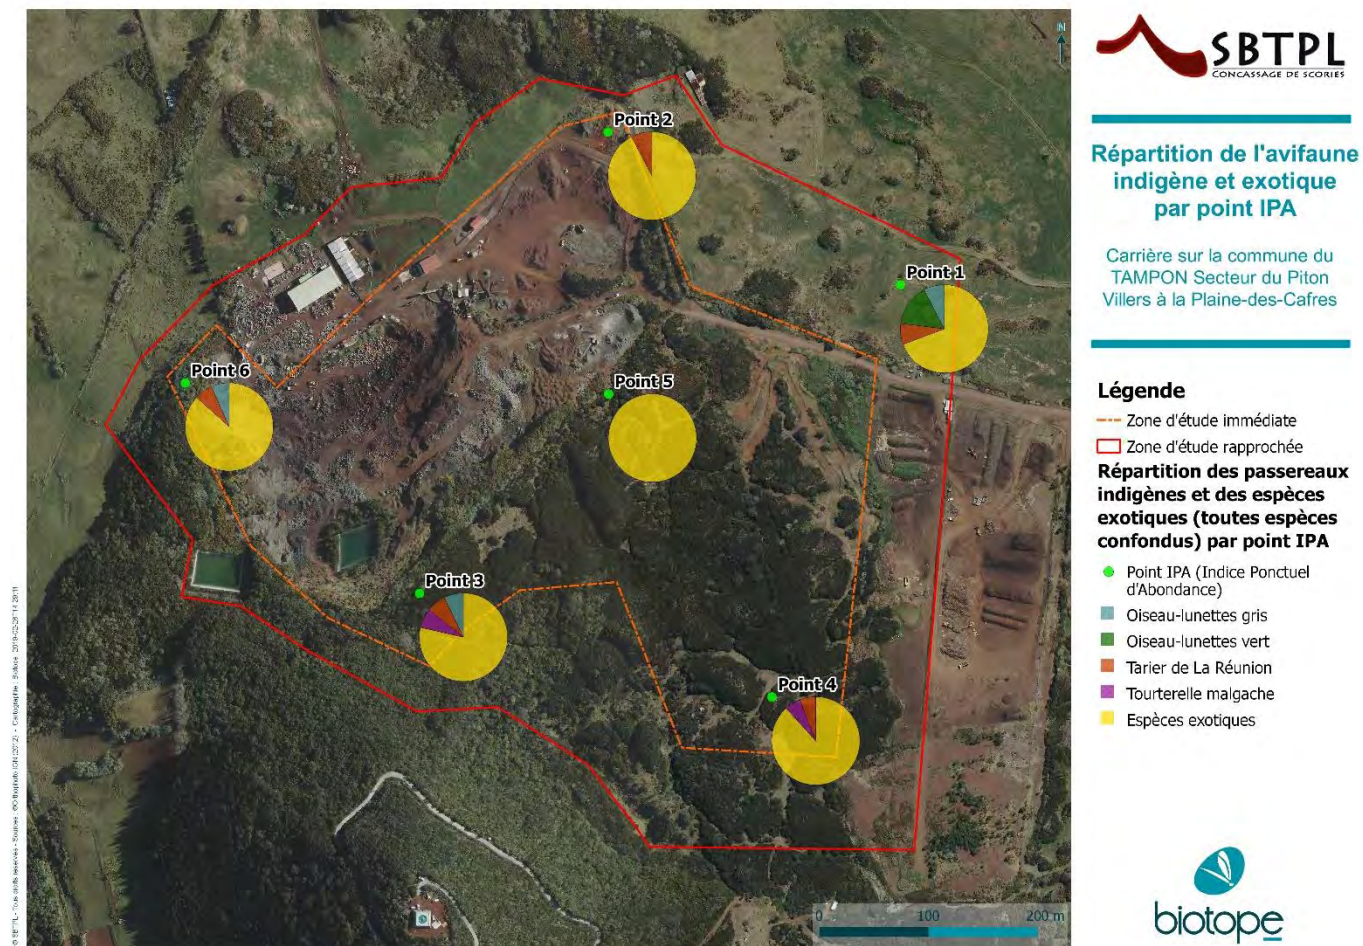 N
Point 2
Point 1
Point 6
Point 5
Point 3
Point 4
0 100 200 m
SBTPL
CONCASSAGE DE SCORIES
Répartition de l'avifaune
indigène et exotique
par point IPA
Carrière sur la commune du
TAMPON Secteur du Piton
Villers à la Plaine-des-Cafres
Légende
Zone d'étude immédiate
Zone d'étude rapprochée
Répartition des passereaux
indigènes et des espèces
exotiques (toutes espèces
confondus) par point IPA
Point IPA (Indice Ponctuel
d'Abondance)
Oiseau-lunettes gris
Oiseau-lunettes vert
Tarier de La Réunion
Tourterelle malgache
Espèces exotiques
biotope